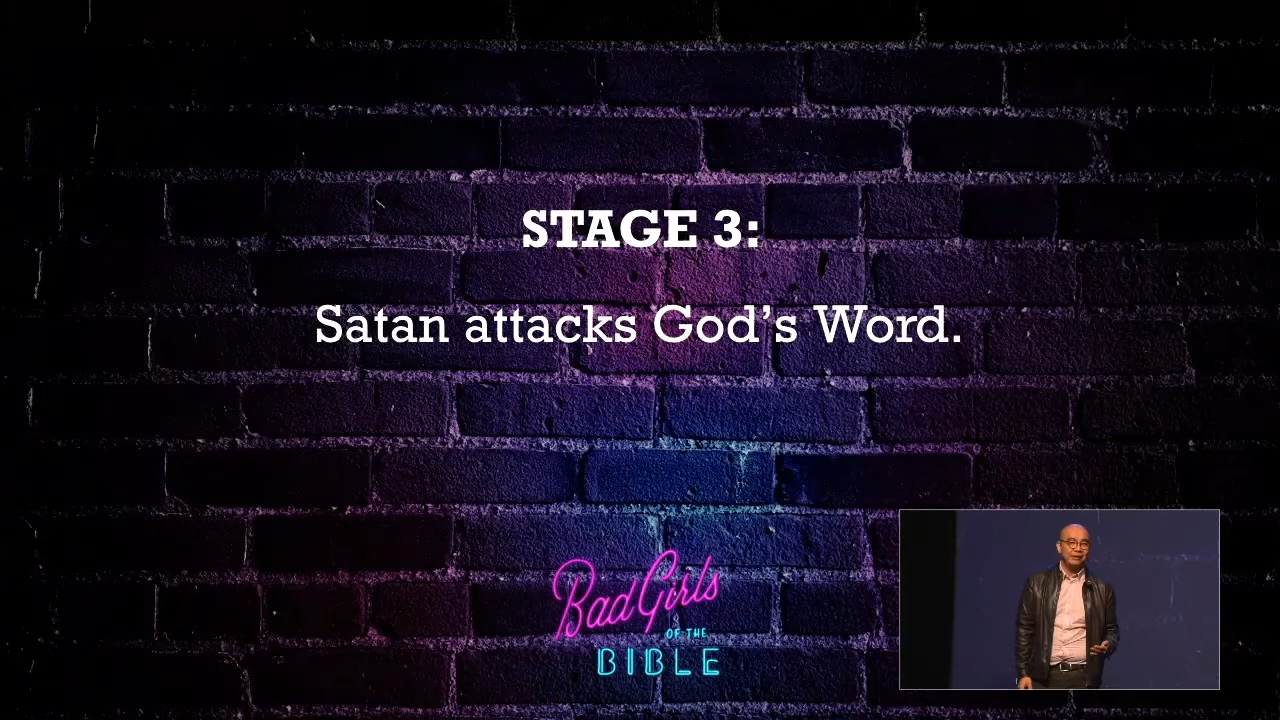 STAGE 3:
Satan attacks God’s Word.
Bad Girls
OF THE
BIBLE